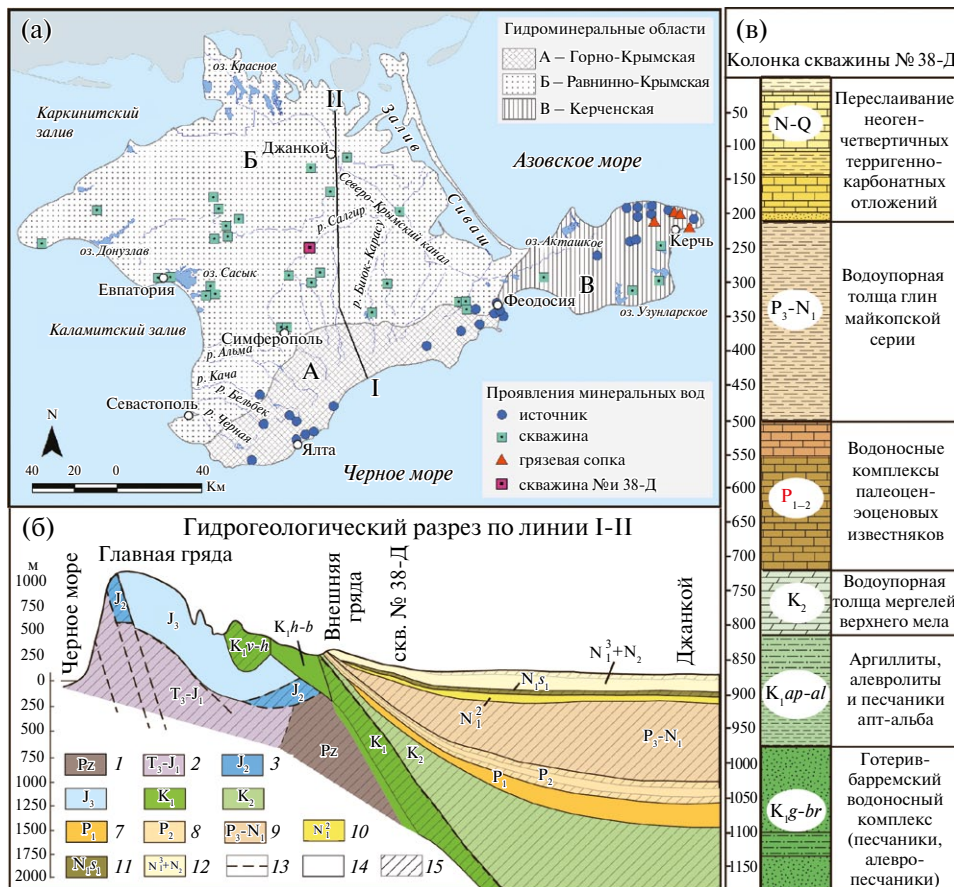 (а)
Гидроминеральные области
А – Горно-Крымская
Б – Равнинно-Крымская
В – Керченская
оз. Красное
Каркинитский
залив
II
Джанкой
Б
Залив
Сиваш
Азовское море
Северо-Крымский канал
р. Салгир
р. Биюк-Карасу
оз. Донузлав
оз. Сасык
Евпатория
Каламитский залив
оз. Акташкое
Керчь
В
Феодосия
оз. Узунларское
Симферополь
р. Альма
А
I
р. Кача
р. Бельбек
Севастополь
р. Черная
Ялта
Черное море
N
40 0 40
Км
Проявления минеральных вод
источник
скважина
грязевая сопка
скважина №и 38-Д
(б)
Гидрогеологический разрез по линии I-II
м
1000
750
500
250
0
250
500
750
1000
1250
1500
1750
2000
Черное море
Главная гряда
Внешняя
гряда
скв. № 38-Д
Джанкой
J2
J3
K1v-h
K1h-b
T3-J1
J2
Pz
K1
K2
P1
P2
P3-N1
N1^2
N1s1
N1^3+N2
Pz 1
T3-J1 2
J2 3
J3
K1
K2
P1 7
P2 8
P3-N1 9
N1^2 10
N1s1 11
N1^3+N2 12
13
14
15
(в)
Колонка скважины № 38-Д
50
100
150
200
250
300
350
400
450
500
550
600
650
700
750
800
850
900
950
1000
1050
1100
1150
N-Q
Переслаивание
неоген-
четвертичных
терригенно-
карбонатных
отложений
P3-N1
Водоупорная
толща глин
майкопской
серии
P1–2
Водоносные
комплексы
палеоцен-
эоценовых
известняков
K2
Водоупорная
толща мергелей
верхнего мела
K1ap-al
Аргиллиты,
алевролиты
и песчаники
апт-альба
K1g-br
Готерив-
барремский
водоносный
комплекс
(песчаники,
алевро-
песчаники)